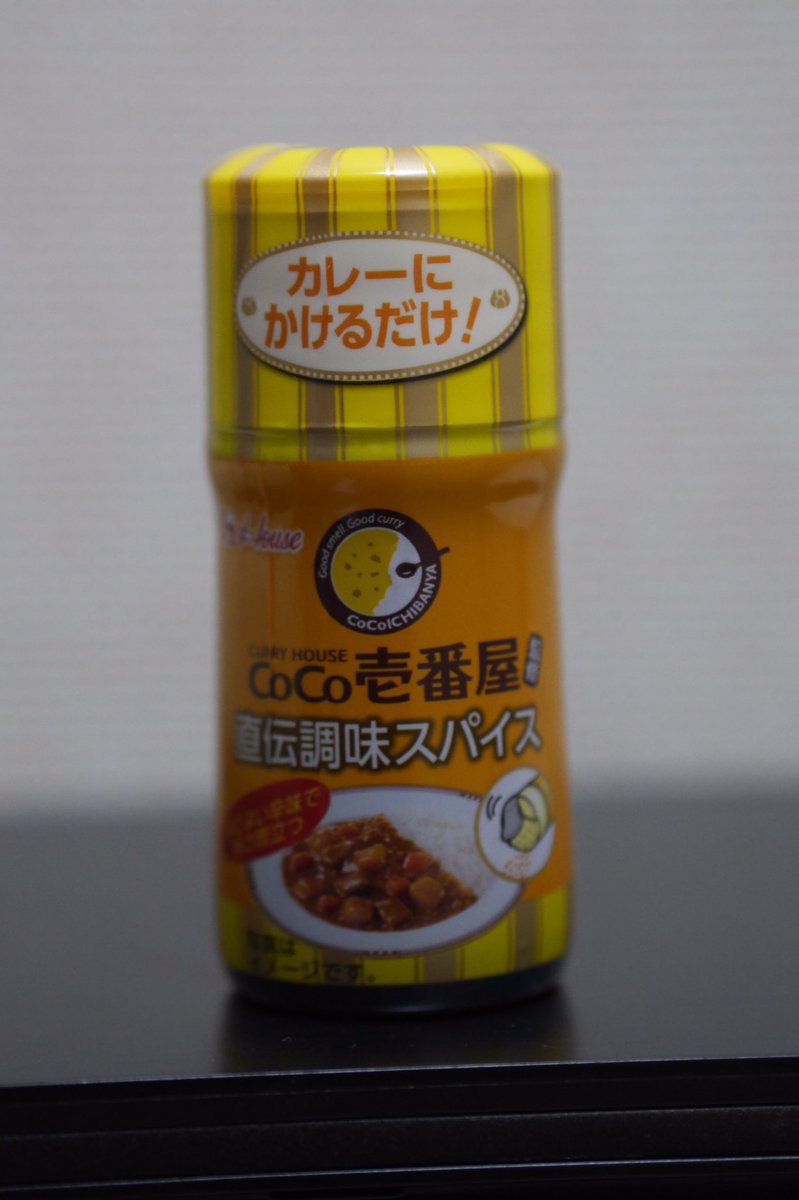 カレーに
かけるだけ!
House
Good smell. Good curry
CoCoICHIBANYA
CURRY HOUSE
CoCo壱番屋
直伝調味スパイス
写真は
イメージです。